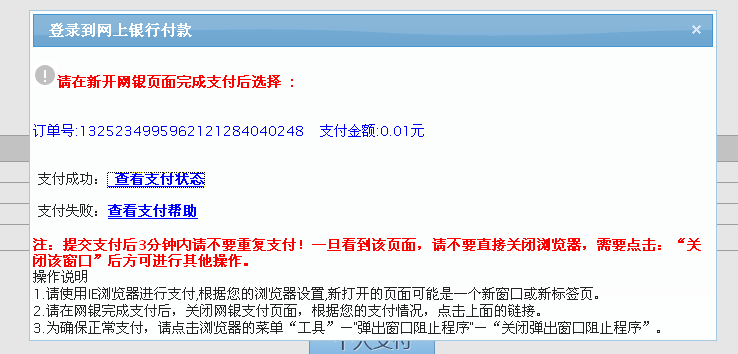 登录到网上银行付款
请在新开网银页面完成支付后选择 ：
订单号:1325234995962121284040248 支付金额:0.01元
支付成功： 查看支付状态
支付失败：查看支付帮助
注：提交支付后3分钟内请不要重复支付！一旦看到该页面，请不要直接关闭浏览器，需要点击：“关
闭该窗口”后方可进行其他操作。
操作说明
1.请使用IE浏览器进行支付,根据您的浏览器设置,新打开的页面可能是一个新窗口或新标签页。
2.请在网银完成支付后，关闭网银支付页面，根据您的支付情况，点击上面的链接。
3.为确保正常支付，请点击浏览器的菜单“工具”—"弹出窗口阻止程序"—“关闭弹出窗口阻止程序”。
个人支付